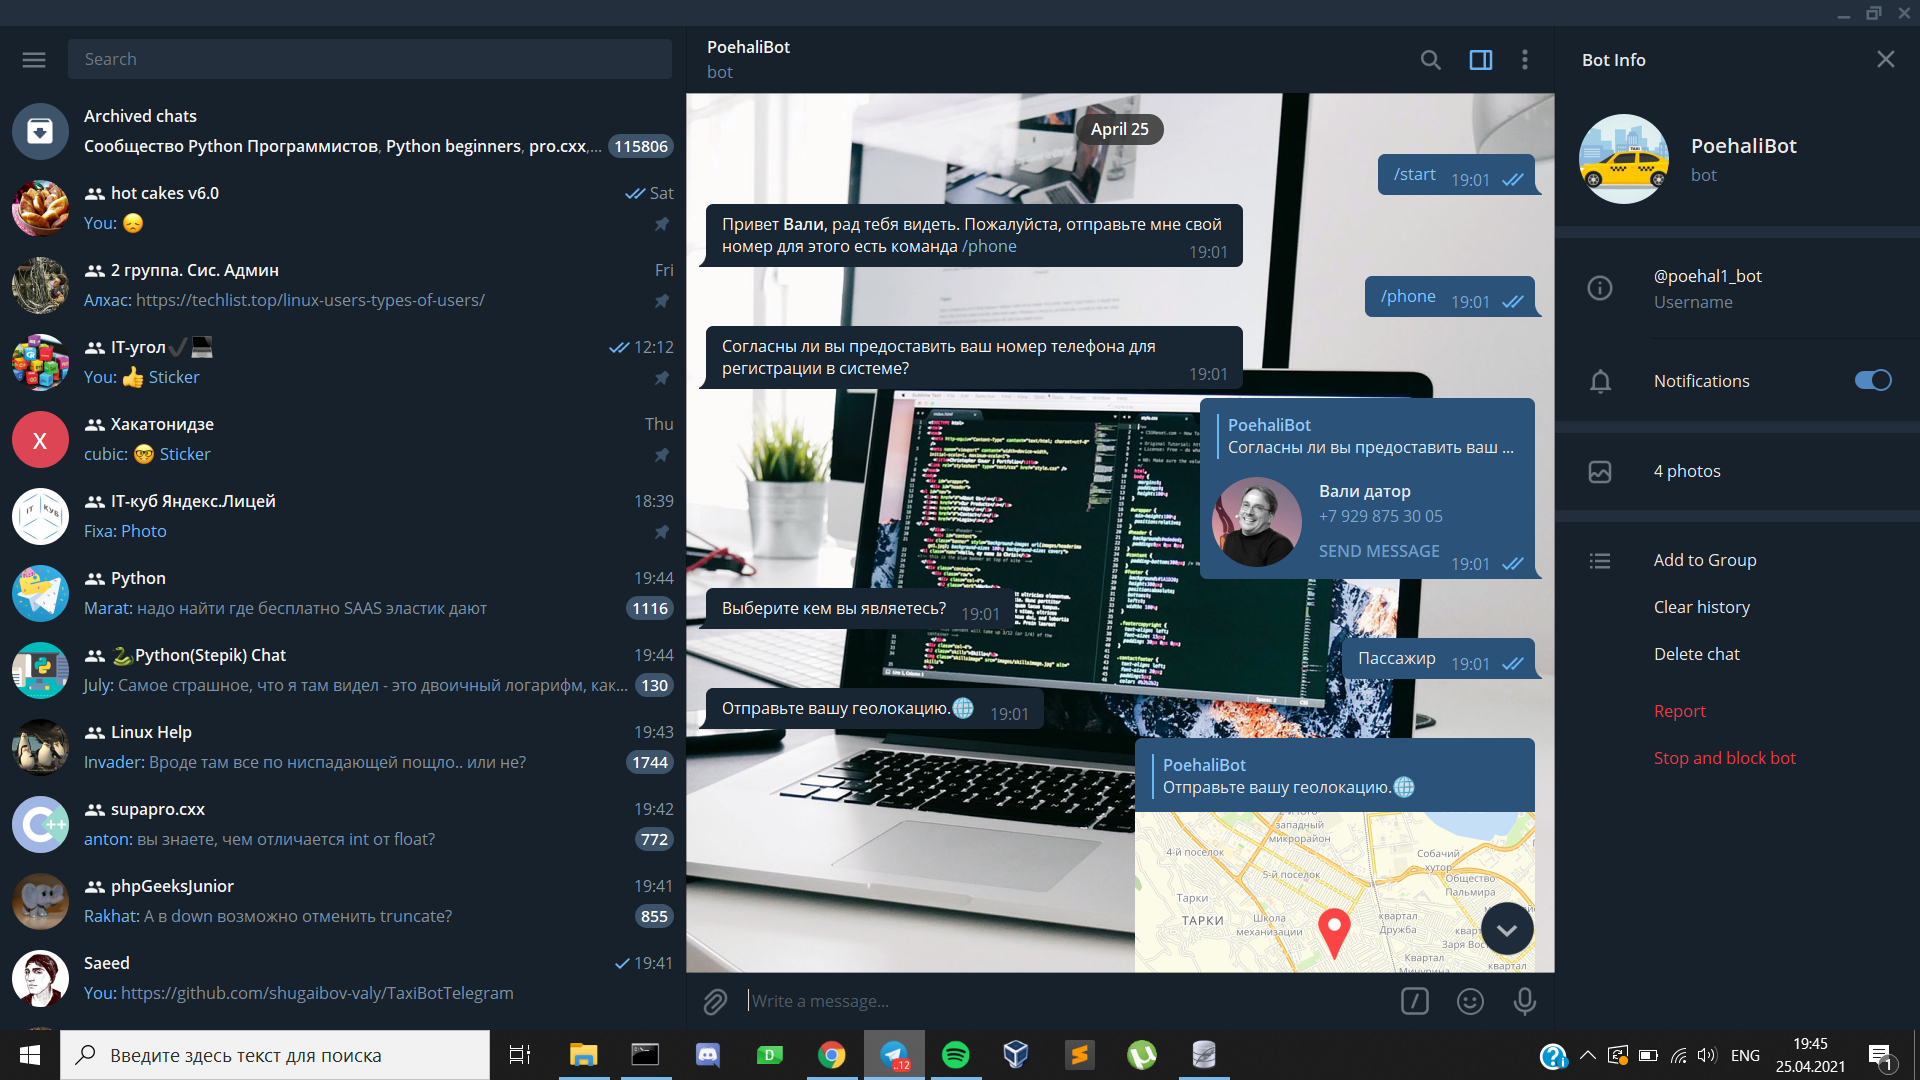 Search
Archived chats
Сообщество Python Программистов, Python beginners, pro.cxx,...
115806
hot cakes v6.0
Sat
You: 😞
2 группа. Сис. Админ
Fri
Алхас: https://techlist.top/linux-users-types-of-users/
IT-угол✔💻
12:12
You: 👍 Sticker
X
Хакатонидзе
Thu
cubic: 🤓 Sticker
IT-куб Яндекс.Лицей
18:39
Fixa: Photo
Python
19:44
Marat: надо найти где бесплатно SAAS эластик дают
1116
🐍Python(Stepik) Chat
19:44
July: Самое страшное, что я там видел - это двоичный логарифм, как...
130
Linux Help
19:43
Invader: Вроде там все по ниспадающей пощло.. или не?
1744
supapro.cxx
19:42
anton: вы знаете, чем отличается int от float?
772
phpGeeksJunior
19:41
Rakhat: А в down возможно отменить truncate?
855
Saeed
19:41
You: https://github.com/shugaibov-valy/TaxiBotTelegram
PoehaliBot
bot
April 25
/start 19:01
Привет Вали, рад тебя видеть. Пожалуйста, отправьте мне свой
номер для этого есть команда /phone
19:01
/phone 19:01
Согласны ли вы предоставить ваш номер телефона для
регистрации в системе?
19:01
PoehaliBot
Согласны ли вы предоставить ваш ...
Вали датор
+7 929 875 30 05
SEND MESSAGE
19:01
Выберите кем вы являетесь? 19:01
Пассажир 19:01
Отправьте вашу геолокацию.🌐 19:01
PoehaliBot
Отправьте вашу геолокацию.🌐
западный
микрорайон
4-й поселок
Собачий
хутор
5-й поселок
Общество
Пальмира
Тарки
ТАРКИ
Школа
механизации
квартал
Дружба
Заря Вос
Квартал
Мичурина
квартал
Write a message...
Bot Info
PoehaliBot
bot
@poehal1_bot
Username
Notifications
4 photos
Add to Group
Clear history
Delete chat
Report
Stop and block bot
Введите здесь текст для поиска
..12
ENG
19:45
25.04.2021
1